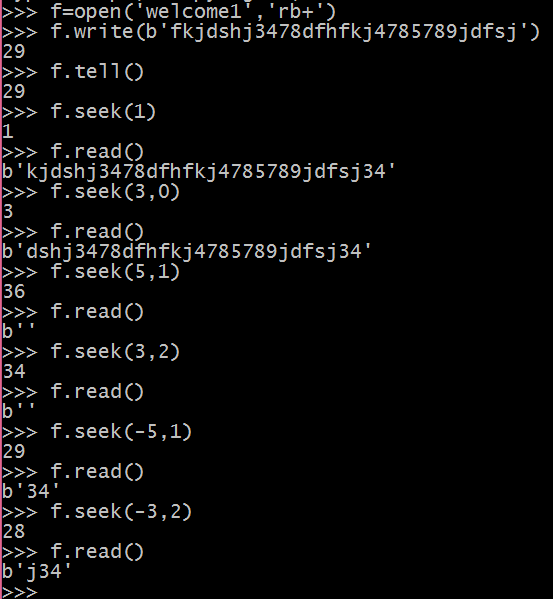 >>> f=open('welcome1','rb+')
>>> f.write(b'fkjdshj3478dfhfkj4785789jdfsj')
29
>>> f.tell()
29
>>> f.seek(1)
1
>>> f.read()
b'kjdshj3478dfhfkj4785789jdfsj34'
>>> f.seek(3,0)
3
>>> f.read()
b'dshj3478dfhfkj4785789jdfsj34'
>>> f.seek(5,1)
36
>>> f.read()
b''
>>> f.seek(3,2)
34
>>> f.read()
b''
>>> f.seek(-5,1)
29
>>> f.read()
b'34'
>>> f.seek(-3,2)
28
>>> f.read()
b'j34'
>>>